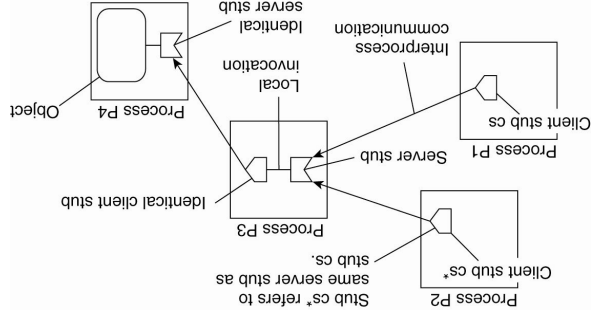 Process P2
Stub cs* refers to
same server stub as
stub cs.
Client stub cs*
Process P3
Identical client stub
Process P1
Server stub
Client stub cs
Process P4
Object
Local
invocation
Interprocess
communication
Identical
server stub